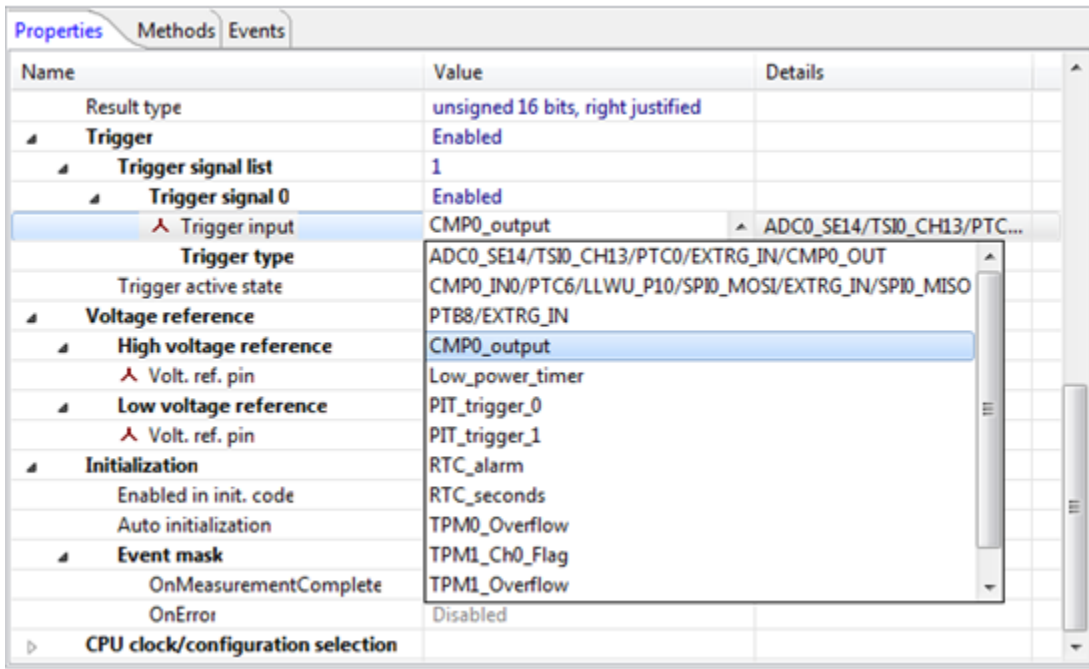 Properties Methods Events
Name Value Details
Result type unsigned 16 bits, right justified
Trigger Enabled
Trigger signal list 1
Trigger signal 0 Enabled
Trigger input CMP0_output ADC0_SE14/TSI0_CH13/PTC...
Trigger type ADC0_SE14/TSI0_CH13/PTC0/EXTRG_IN/CMP0_OUT
Trigger active state CMP0_IN0/PTC6/LLWU_P10/SPI0_MOSI/EXTRG_IN/SPI0_MISO
Voltage reference PTB8/EXTRG_IN
High voltage reference CMP0_output
Volt. ref. pin Low_power_timer
Low voltage reference PIT_trigger_0
Volt. ref. pin PIT_trigger_1
Initialization RTC_alarm
Enabled in init. code RTC_seconds
Auto initialization TPM0_Overflow
Event mask TPM1_Ch0_Flag
OnMeasurementComplete TPM1_Overflow
OnError Disabled
CPU clock/configuration selection